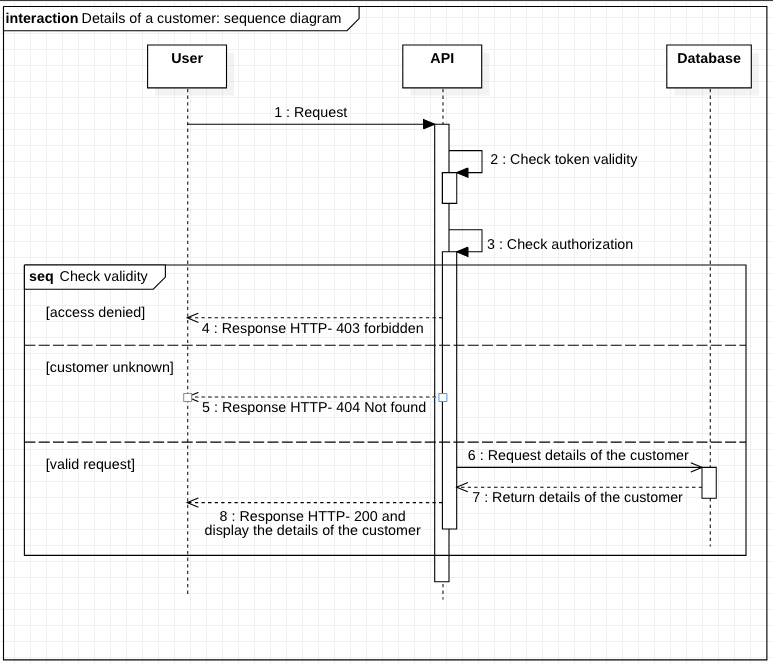 interaction Details of a customer: sequence diagram
User
API
Database
1 : Request
2 : Check token validity
3 : Check authorization
seq Check validity
[access denied]
4 : Response HTTP- 403 forbidden
[customer unknown]
5 : Response HTTP- 404 Not found
[valid request]
6 : Request details of the customer
7 : Return details of the customer
8 : Response HTTP- 200 and
display the details of the customer